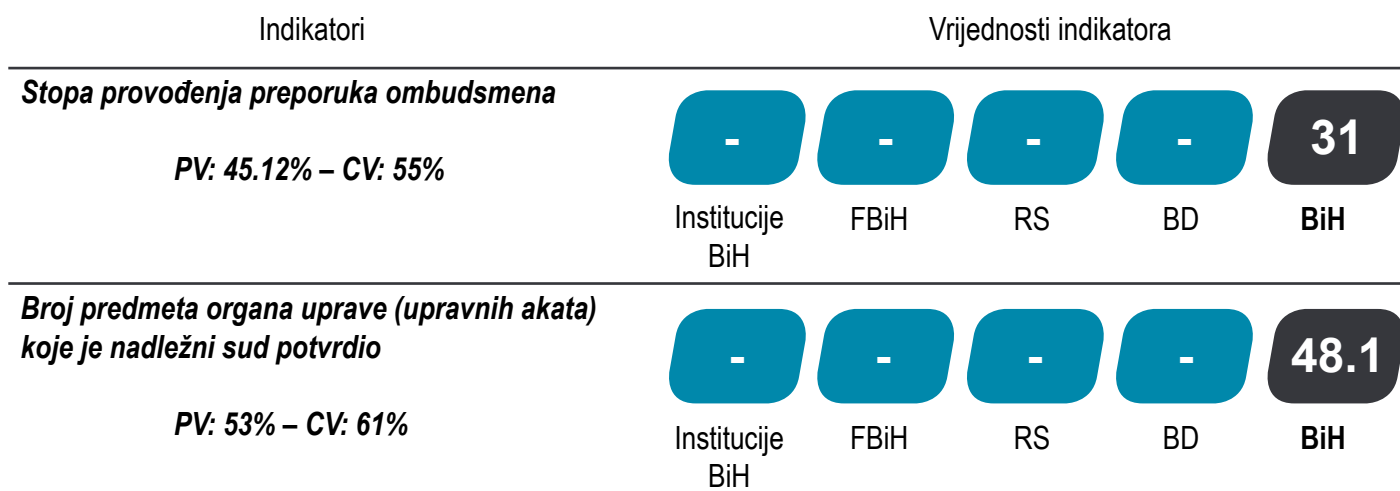 Indikatori Vrijednosti indikatora
Stopa provođenja preporuka ombudsmena
PV: 45.12% – CV: 55%
- - - - 31
Institucije BiH FBiH RS BD BiH
Broj predmeta organa uprave (upravnih akata)
koje je nadležni sud potvrdio
PV: 53% – CV: 61%
- - - - 48.1
Institucije BiH FBiH RS BD BiH